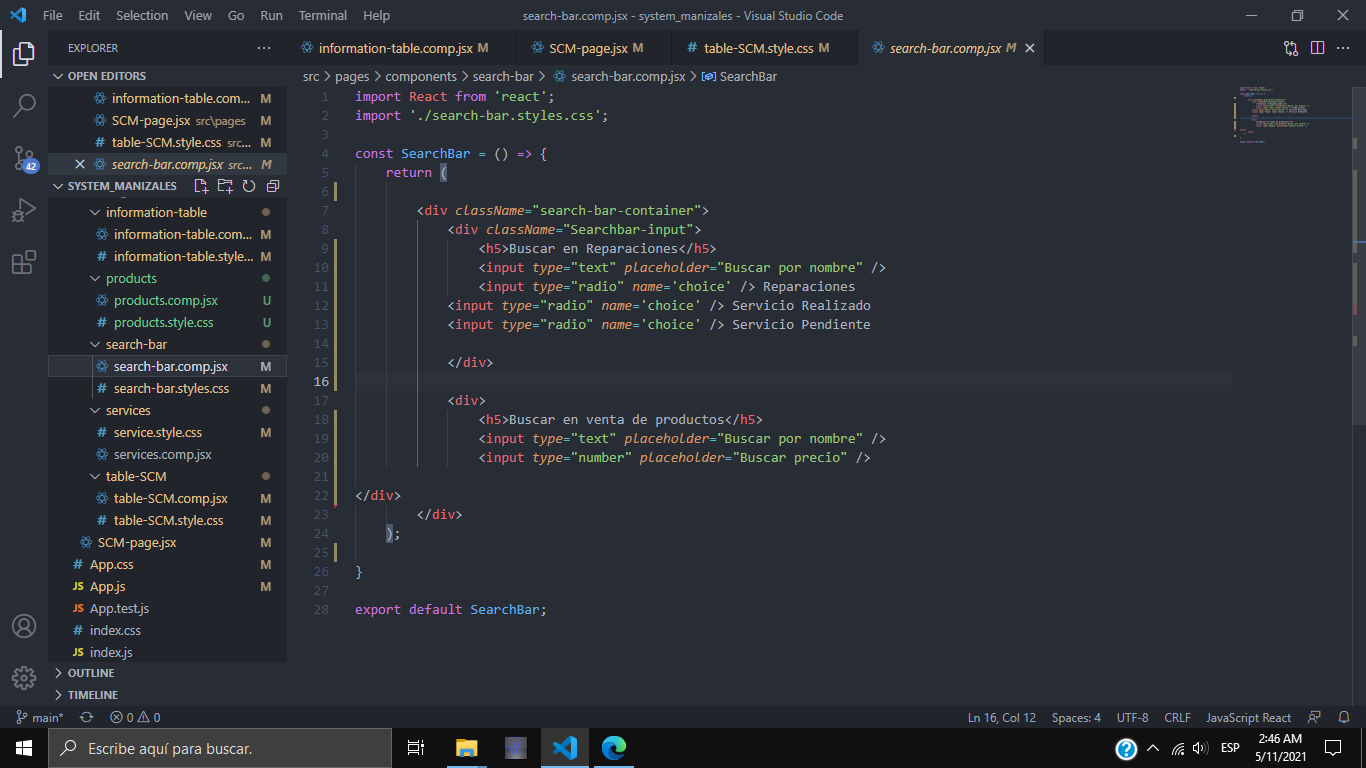 File Edit Selection View Go Run Terminal Help search-bar.comp.jsx - system_manizales - Visual Studio Code
EXPLORER ···
information-table.comp.jsx M SCM-page.jsx M # table-SCM.style.css M search-bar.comp.jsx M
OPEN EDITORS
information-table.com... M
SCM-page.jsx src\pages M
# table-SCM.style.css src... M
search-bar.comp.jsx src... M
42
SYSTEM_MANIZALES
information-table
information-table.com... M
# information-table.style... M
products
products.comp.jsx U
# products.style.css U
search-bar
search-bar.comp.jsx M
# search-bar.styles.css M
services
# service.style.css M
services.comp.jsx
table-SCM
table-SCM.comp.jsx M
# table-SCM.style.css M
SCM-page.jsx M
# App.css M
JS App.js M
JS App.test.js
# index.css
JS index.js
OUTLINE
TIMELINE
src > pages > components > search-bar > search-bar.comp.jsx > SearchBar
1 import React from 'react';
2 import './search-bar.styles.css';
3
4 const SearchBar = () => {
5 return (
6
7 <div className="search-bar-container">
8 <div className="Searchbar-input">
9 <h5>Buscar en Reparaciones</h5>
10 <input type="text" placeholder="Buscar por nombre" />
11 <input type="radio" name='choice' /> Reparaciones
12 <input type="radio" name='choice' /> Servicio Realizado
13 <input type="radio" name='choice' /> Servicio Pendiente
14
15 </div>
16
17 <div>
18 <h5>Buscar en venta de productos</h5>
19 <input type="text" placeholder="Buscar por nombre" />
20 <input type="number" placeholder="Buscar precio" />
21
22 </div>
23 </div>
24 );
25
26 }
27
28 export default SearchBar;
main* 0 0 Ln 16, Col 12 Spaces: 4 UTF-8 CRLF JavaScript React
Escribe aquí para buscar.
ESP
2:46 AM
5/11/2021